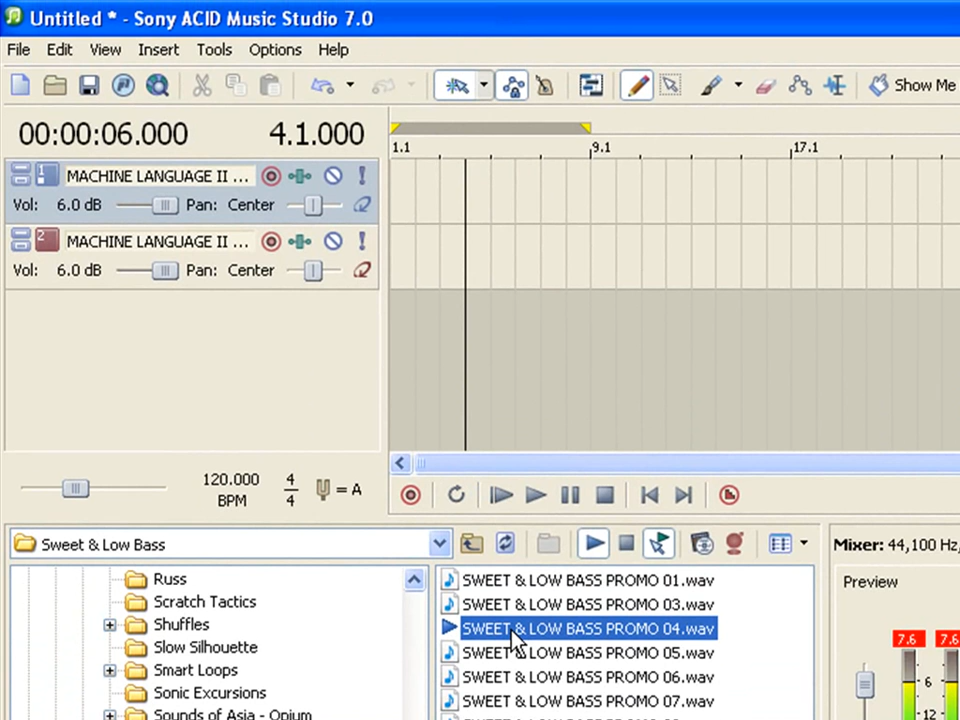 Untitled * - Sony ACID Music Studio 7.0
File Edit View Insert Tools Options Help
Show Me
00:00:06.000 4.1.000
1.1 9.1 17.1
1 MACHINE LANGUAGE II ...
Vol: 6.0 dB Pan: Center
2 MACHINE LANGUAGE II ...
Vol: 6.0 dB Pan: Center
120.000
BPM
4
4
= A
Sweet & Low Bass
Mixer: 44,100 Hz,
Russ
Scratch Tactics
Shuffles
Slow Silhouette
Smart Loops
Sonic Excursions
Sounds of Asia - Opium
SWEET & LOW BASS PROMO 01.wav
SWEET & LOW BASS PROMO 03.wav
SWEET & LOW BASS PROMO 04.wav
SWEET & LOW BASS PROMO 05.wav
SWEET & LOW BASS PROMO 06.wav
SWEET & LOW BASS PROMO 07.wav
Preview
7.6 7.6
- 6 -
-12-